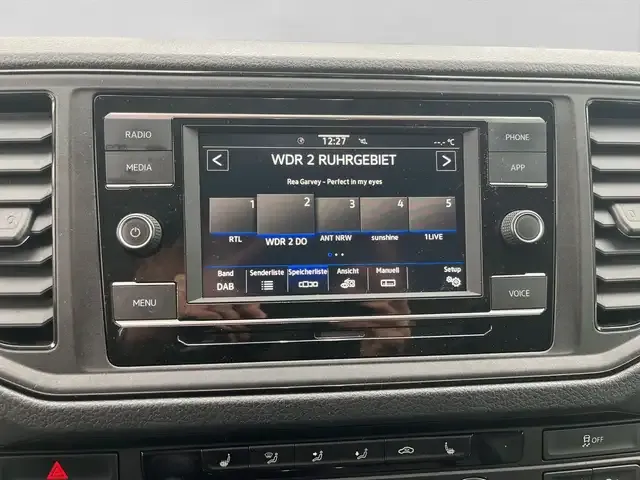 RADIO
MEDIA
MENU
PHONE
APP
VOICE
12:27
--,- °C
< WDR 2 RUHRGEBIET >
Rea Garvey - Perfect in my eyes
1 2 3 4 5
RTL WDR 2 DO ANT NRW sunshine 1LIVE
Band Senderliste Speicherliste Ansicht Manuell Setup
DAB
OFF